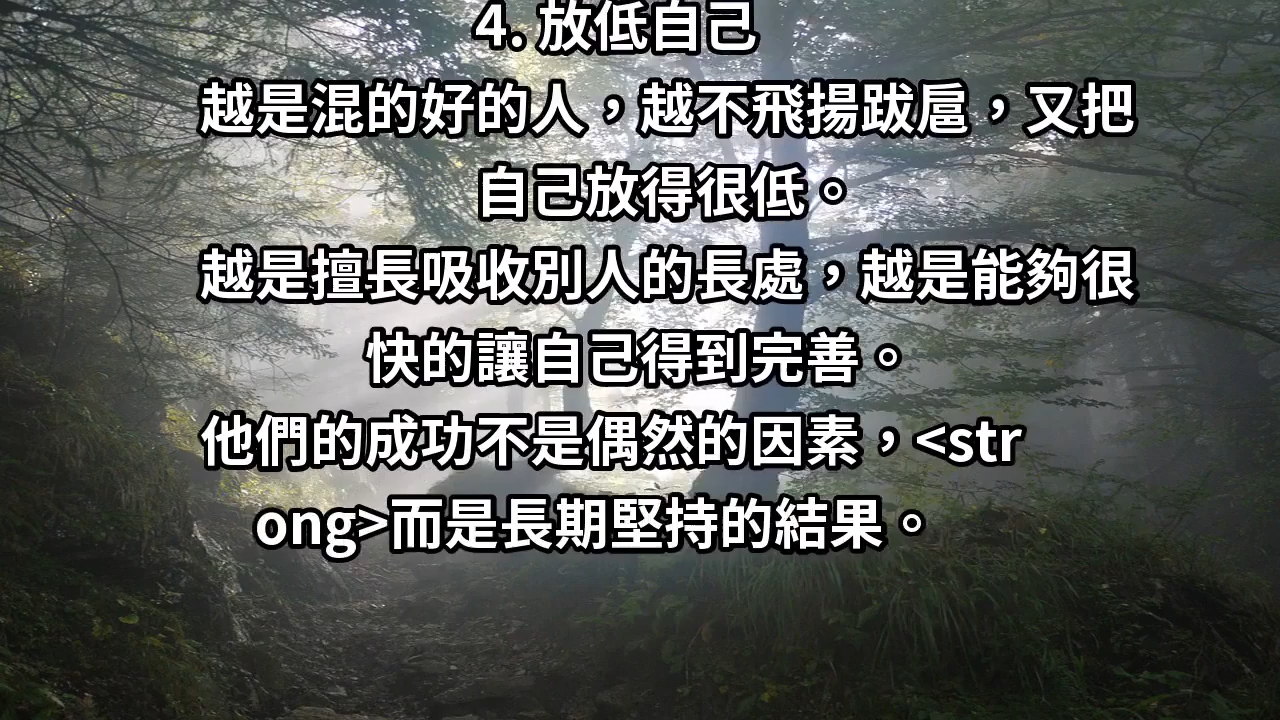 4. 放低自己
越是混的好的人，越不飛揚跋扈，又把
自己放得很低。
越是擅長吸收別人的長處，越是能夠很
快的讓自己得到完善。
他們的成功不是偶然的因素，<str
ong>而是長期堅持的結果。